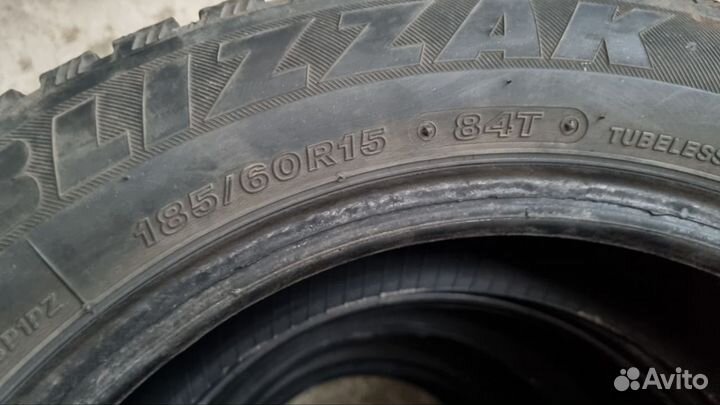 BLIZZAK
185/60R15 84T TUBELESS
Avito